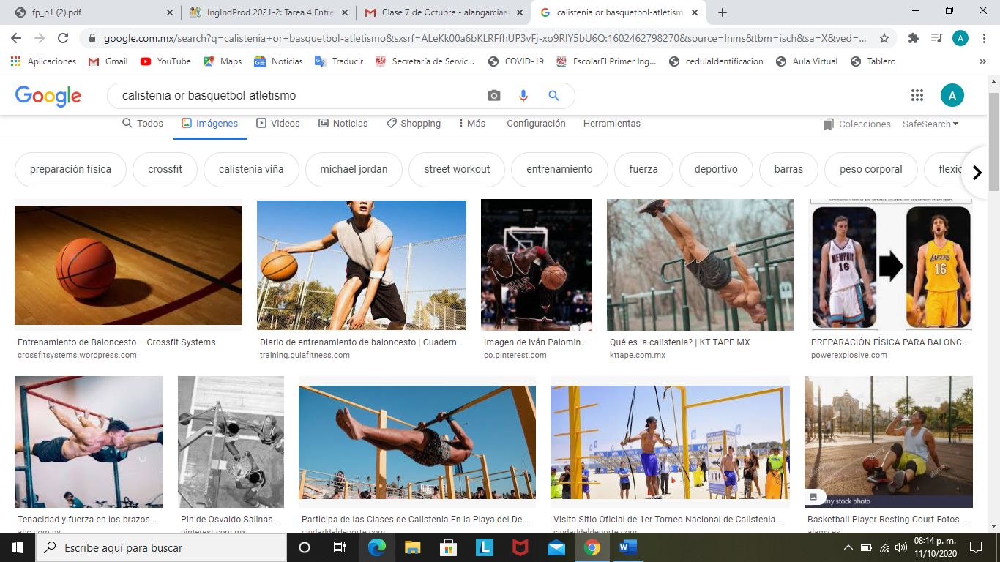 fp_p1 (2).pdf
IngIndProd 2021-2: Tarea 4 Entre
Clase 7 de Octubre - alangarciaal
calistenia or basquetbol-atletismo
google.com.mx/search?q=calistenia+or+basquetbol-atletismo&sxsrf=ALeKk00a6bKLRFfhUP3vFj-xo9RIY5bU6Q:1602462798270&source=lnms&tbm=isch&sa=X&ved=...
A
Aplicaciones
Gmail
YouTube
Maps
Noticias
Traducir
Secretaría de Servic...
COVID-19
EscolarFI Primer Ing...
cedulaIdentificacion
Aula Virtual
Tablero
»
Google
calistenia or basquetbol-atletismo
A
Todos
Imágenes
Videos
Noticias
Shopping
Más
Configuración
Herramientas
Colecciones
SafeSearch
preparación física
crossfit
calistenia viña
michael jordan
street workout
entrenamiento
fuerza
deportivo
barras
peso corporal
flexic
MEMPHIS
16
LAKERS
16
Entrenamiento de Baloncesto – Crossfit Systems
crossfitsystems.wordpress.com
Diario de entrenamiento de baloncesto | Cuadern...
training.guiafitness.com
Imagen de Iván Palomin...
co.pinterest.com
Qué es la calistenia? | KT TAPE MX
kttape.com.mx
PREPARACIÓN FÍSICA PARA BALONC...
powerexplosive.com
my stock photo
Tenacidad y fuerza en los brazos ...
abc.com.py
Pin de Osvaldo Salinas ...
pinterest.com.mx
Participa de las Clases de Calistenia En la Playa del De...
ciudaddeldeporte.com
Visita Sitio Oficial de 1er Torneo Nacional de Calistenia ...
ciudaddeldeporte.com
Basketball Player Resting Court Fotos ...
alamy.es
Escribe aquí para buscar
08:14 p. m.
11/10/2020